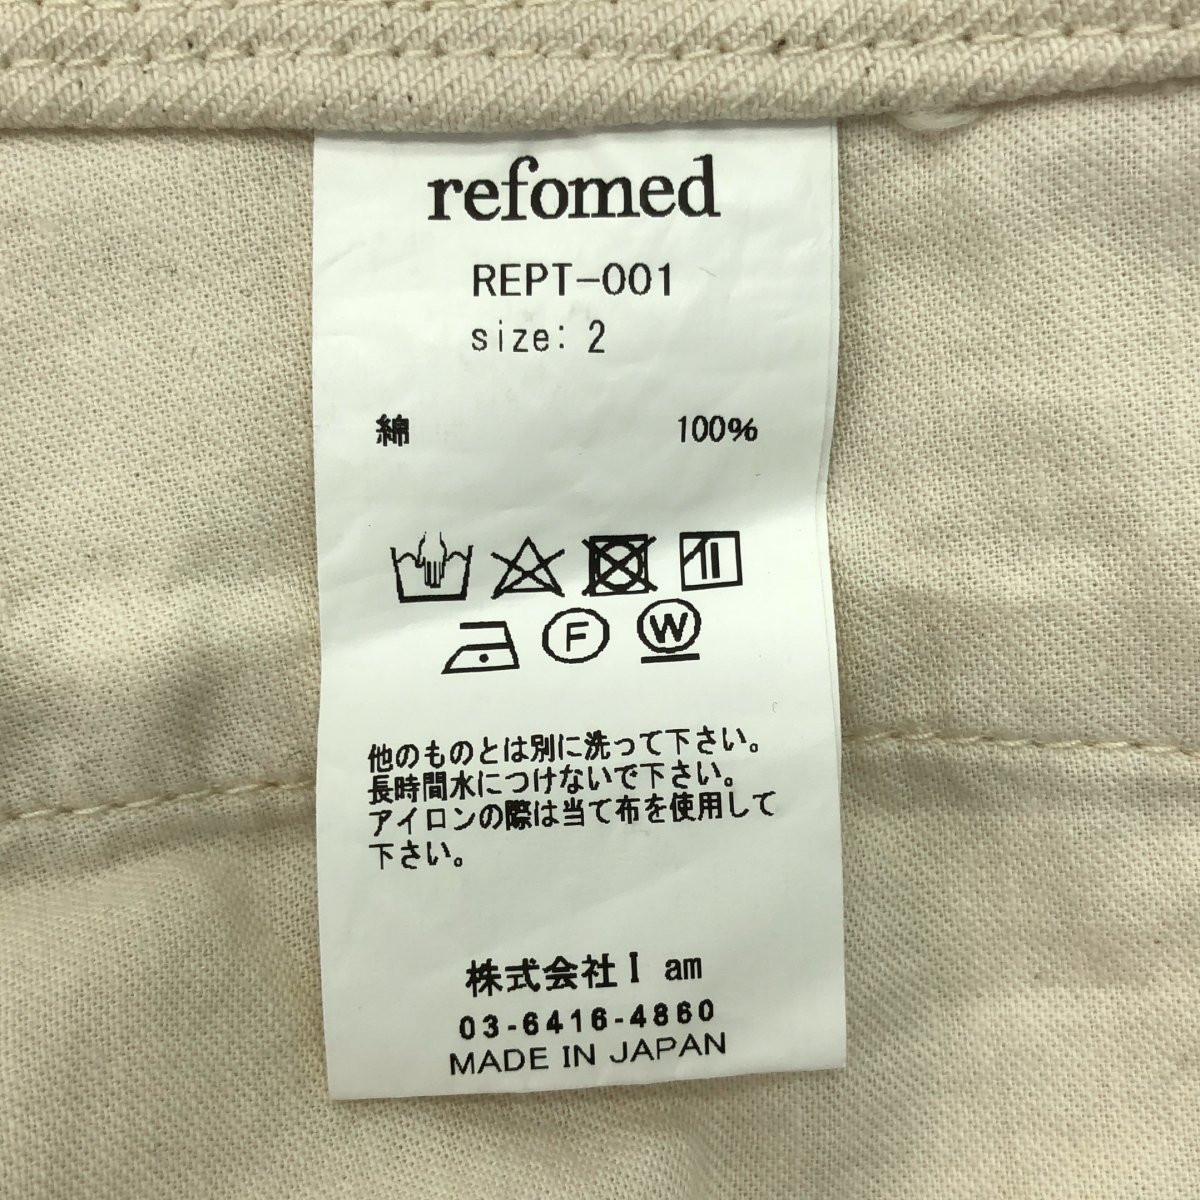 refomed
REPT-001
size: 2
綿 100%
F W
他のものとは別に洗って下さい。
長時間水につけないで下さい。
アイロンの際は当て布を使用して
下さい。
株式会社I am
03-6416-4860
MADE IN JAPAN